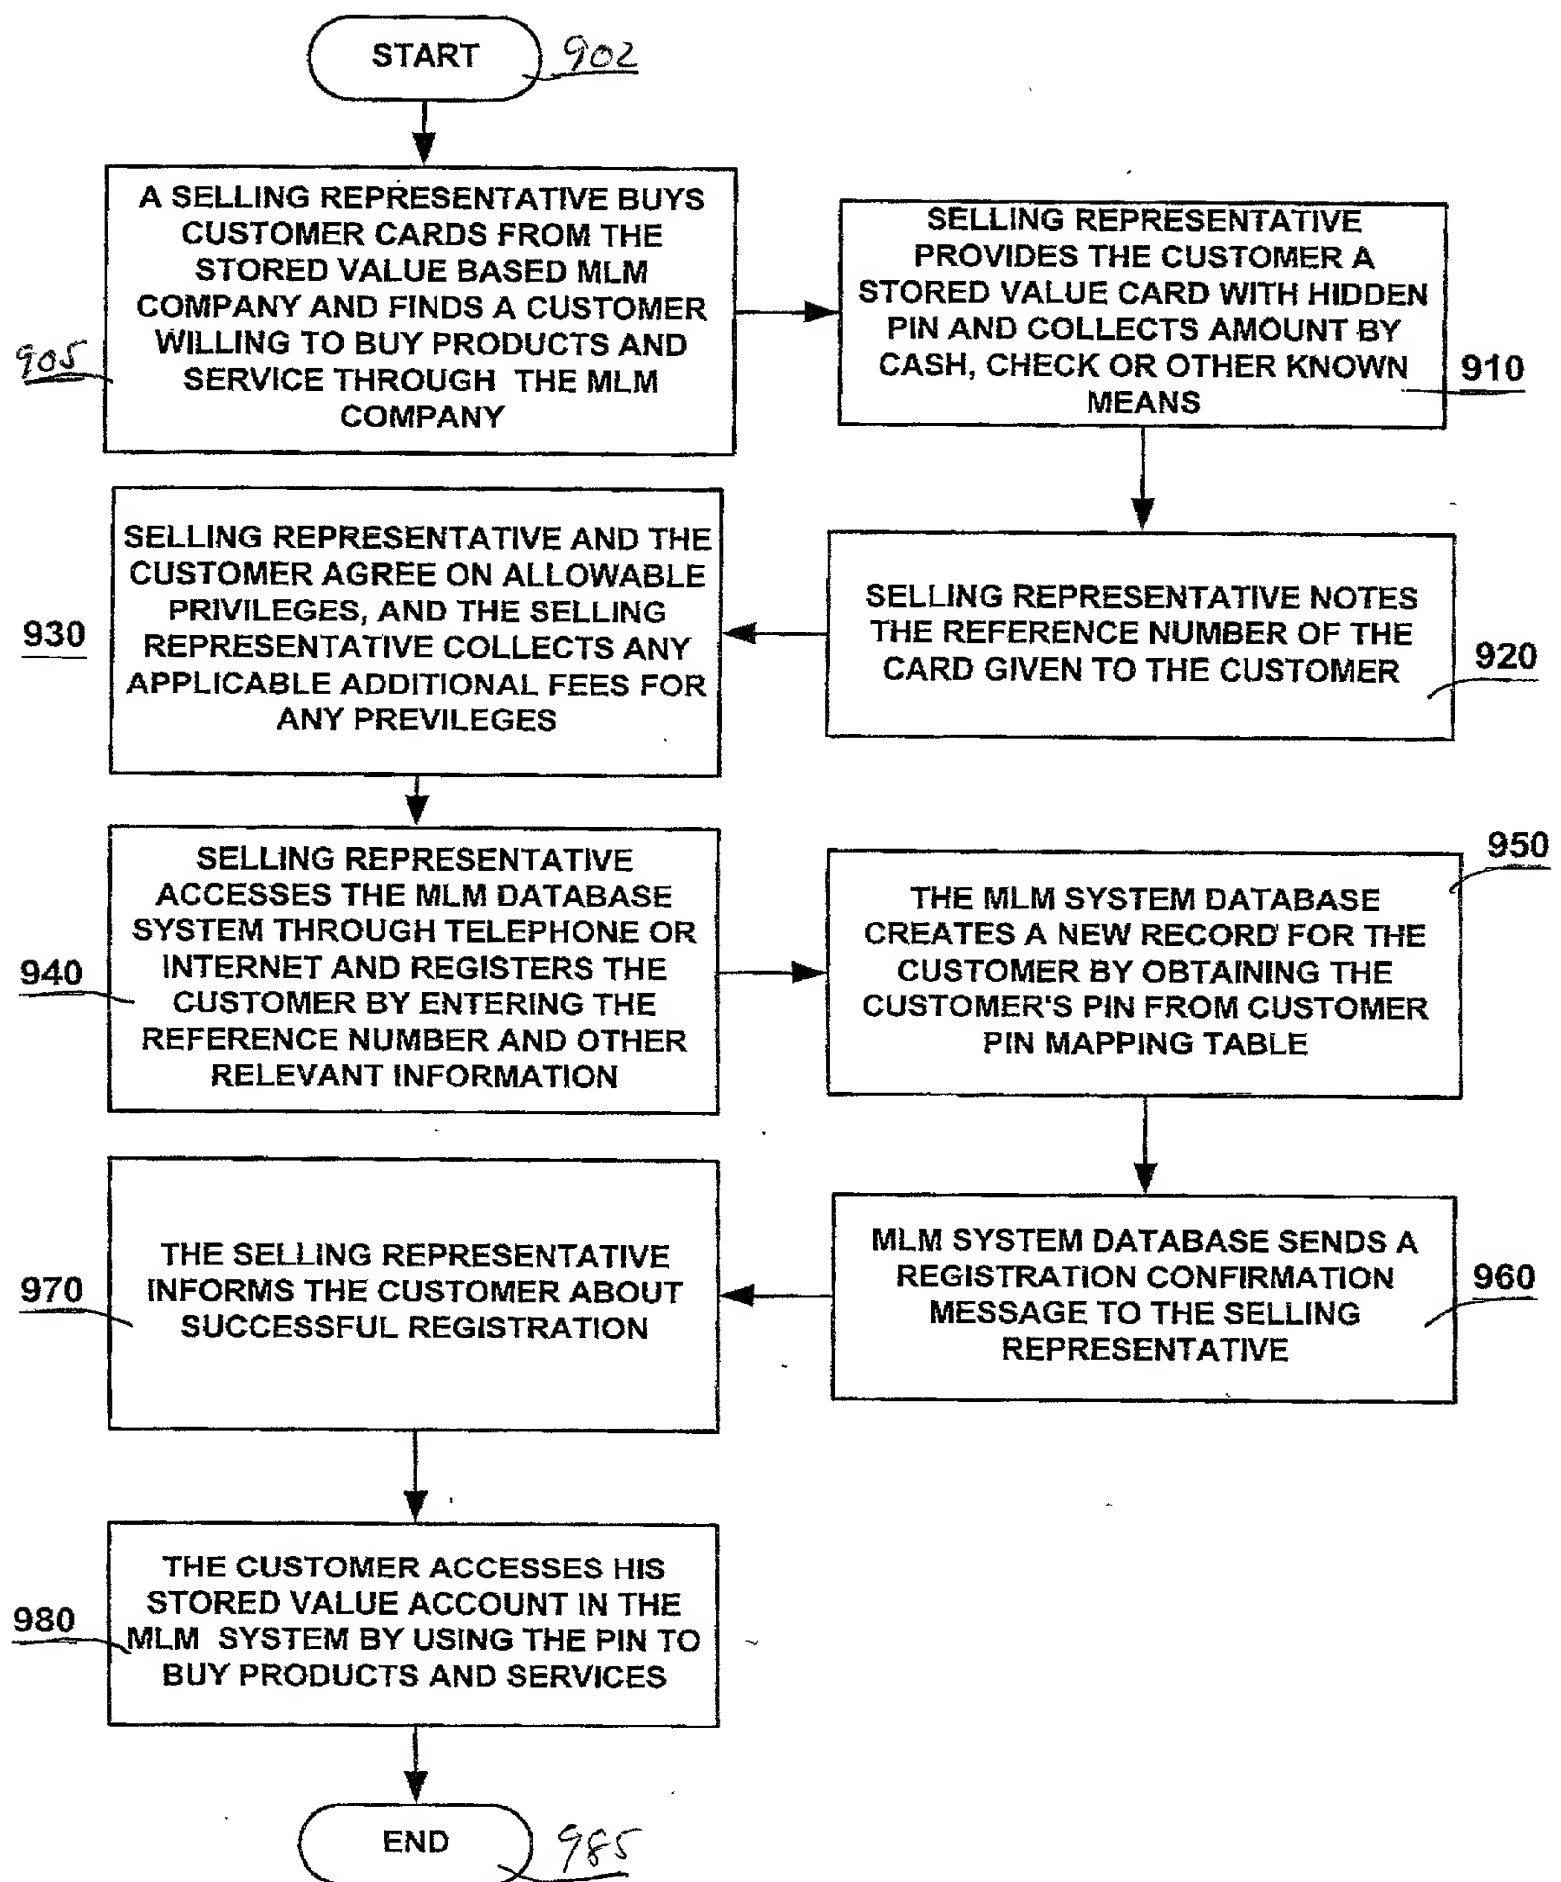 START
902
A SELLING REPRESENTATIVE BUYS
CUSTOMER CARDS FROM THE
STORED VALUE BASED MLM
COMPANY AND FINDS A CUSTOMER
WILLING TO BUY PRODUCTS AND
SERVICE THROUGH THE MLM
COMPANY
905
SELLING REPRESENTATIVE
PROVIDES THE CUSTOMER A
STORED VALUE CARD WITH HIDDEN
PIN AND COLLECTS AMOUNT BY
CASH, CHECK OR OTHER KNOWN
MEANS
910
SELLING REPRESENTATIVE NOTES
THE REFERENCE NUMBER OF THE
CARD GIVEN TO THE CUSTOMER
920
SELLING REPRESENTATIVE AND THE
CUSTOMER AGREE ON ALLOWABLE
PRIVILEGES, AND THE SELLING
REPRESENTATIVE COLLECTS ANY
APPLICABLE ADDITIONAL FEES FOR
ANY PREVILEGES
930
SELLING REPRESENTATIVE
ACCESSES THE MLM DATABASE
SYSTEM THROUGH TELEPHONE OR
INTERNET AND REGISTERS THE
CUSTOMER BY ENTERING THE
REFERENCE NUMBER AND OTHER
RELEVANT INFORMATION
940
950
THE MLM SYSTEM DATABASE
CREATES A NEW RECORD FOR THE
CUSTOMER BY OBTAINING THE
CUSTOMER'S PIN FROM CUSTOMER
PIN MAPPING TABLE
MLM SYSTEM DATABASE SENDS A
REGISTRATION CONFIRMATION
MESSAGE TO THE SELLING
REPRESENTATIVE
960
THE SELLING REPRESENTATIVE
INFORMS THE CUSTOMER ABOUT
SUCCESSFUL REGISTRATION
970
THE CUSTOMER ACCESSES HIS
STORED VALUE ACCOUNT IN THE
MLM SYSTEM BY USING THE PIN TO
BUY PRODUCTS AND SERVICES
980
END
985